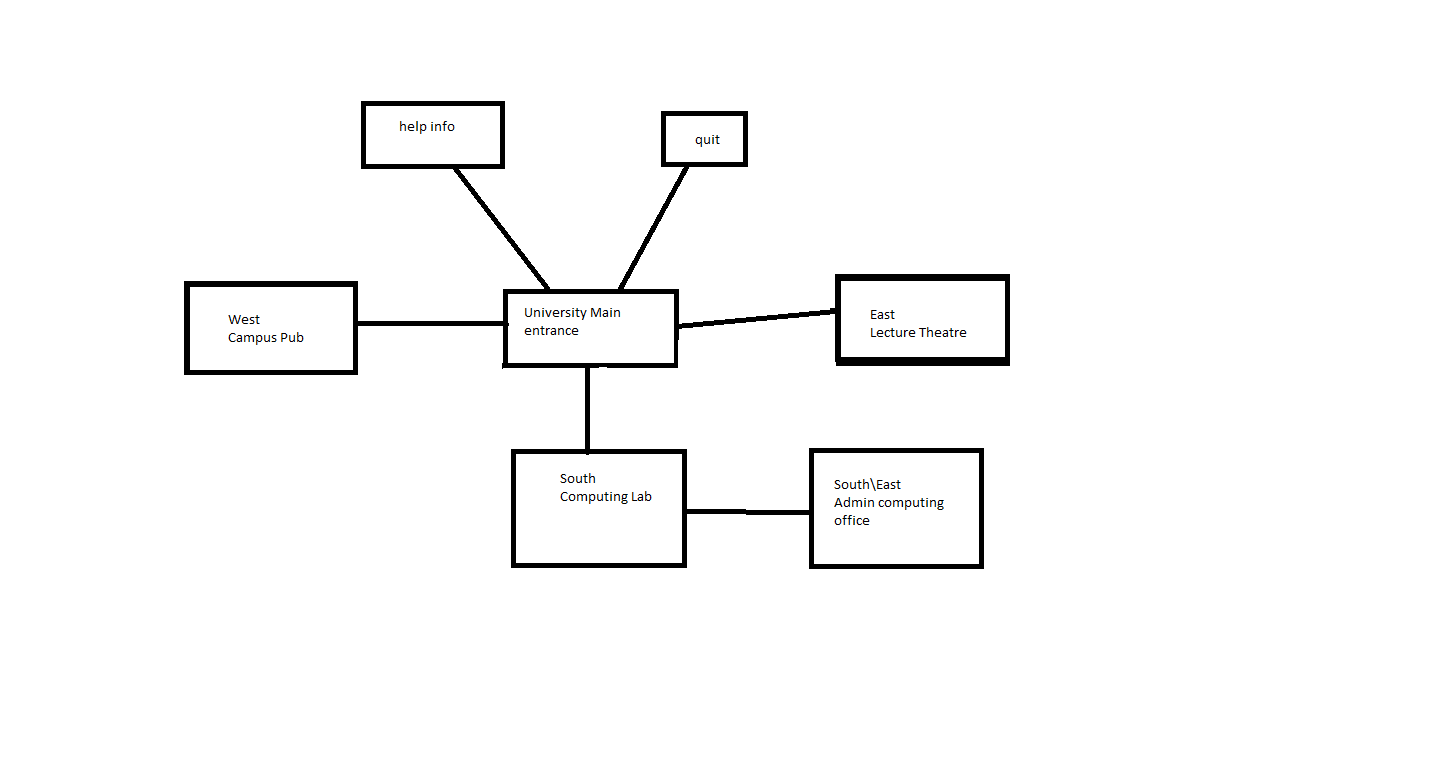 help info
quit
West
Campus Pub
University Main
entrance
East
Lecture Theatre
South
Computing Lab
South\East
Admin computing
office